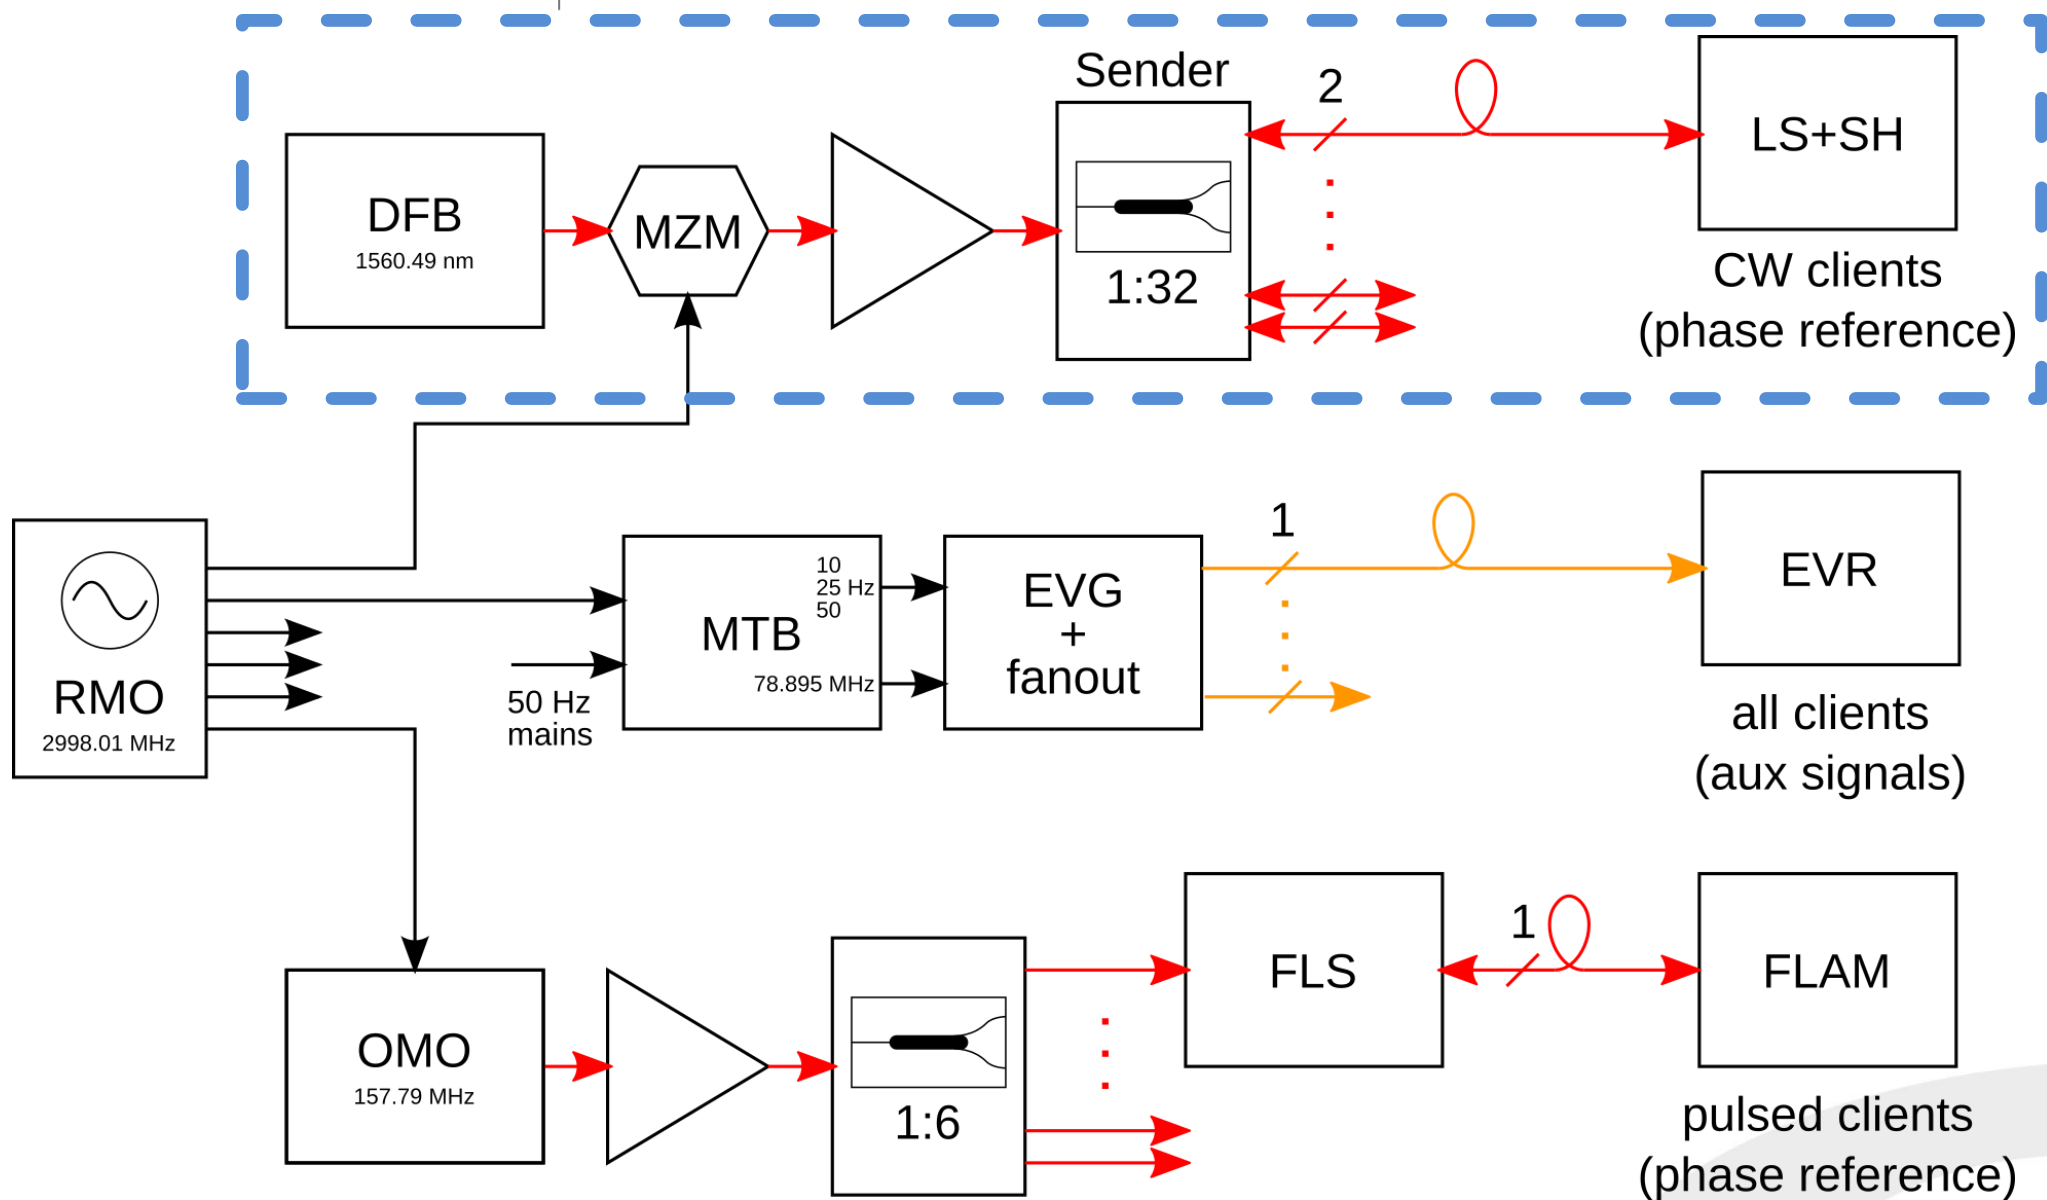 Sender
2
DFB
1560.49 nm
MZM
1:32
LS+SH
CW clients
(phase reference)
RMO
2998.01 MHz
50 Hz
mains
MTB
10
25 Hz
50
78.895 MHz
EVG
+
fanout
1
EVR
all clients
(aux signals)
OMO
157.79 MHz
1:6
FLS
1
FLAM
pulsed clients
(phase reference)